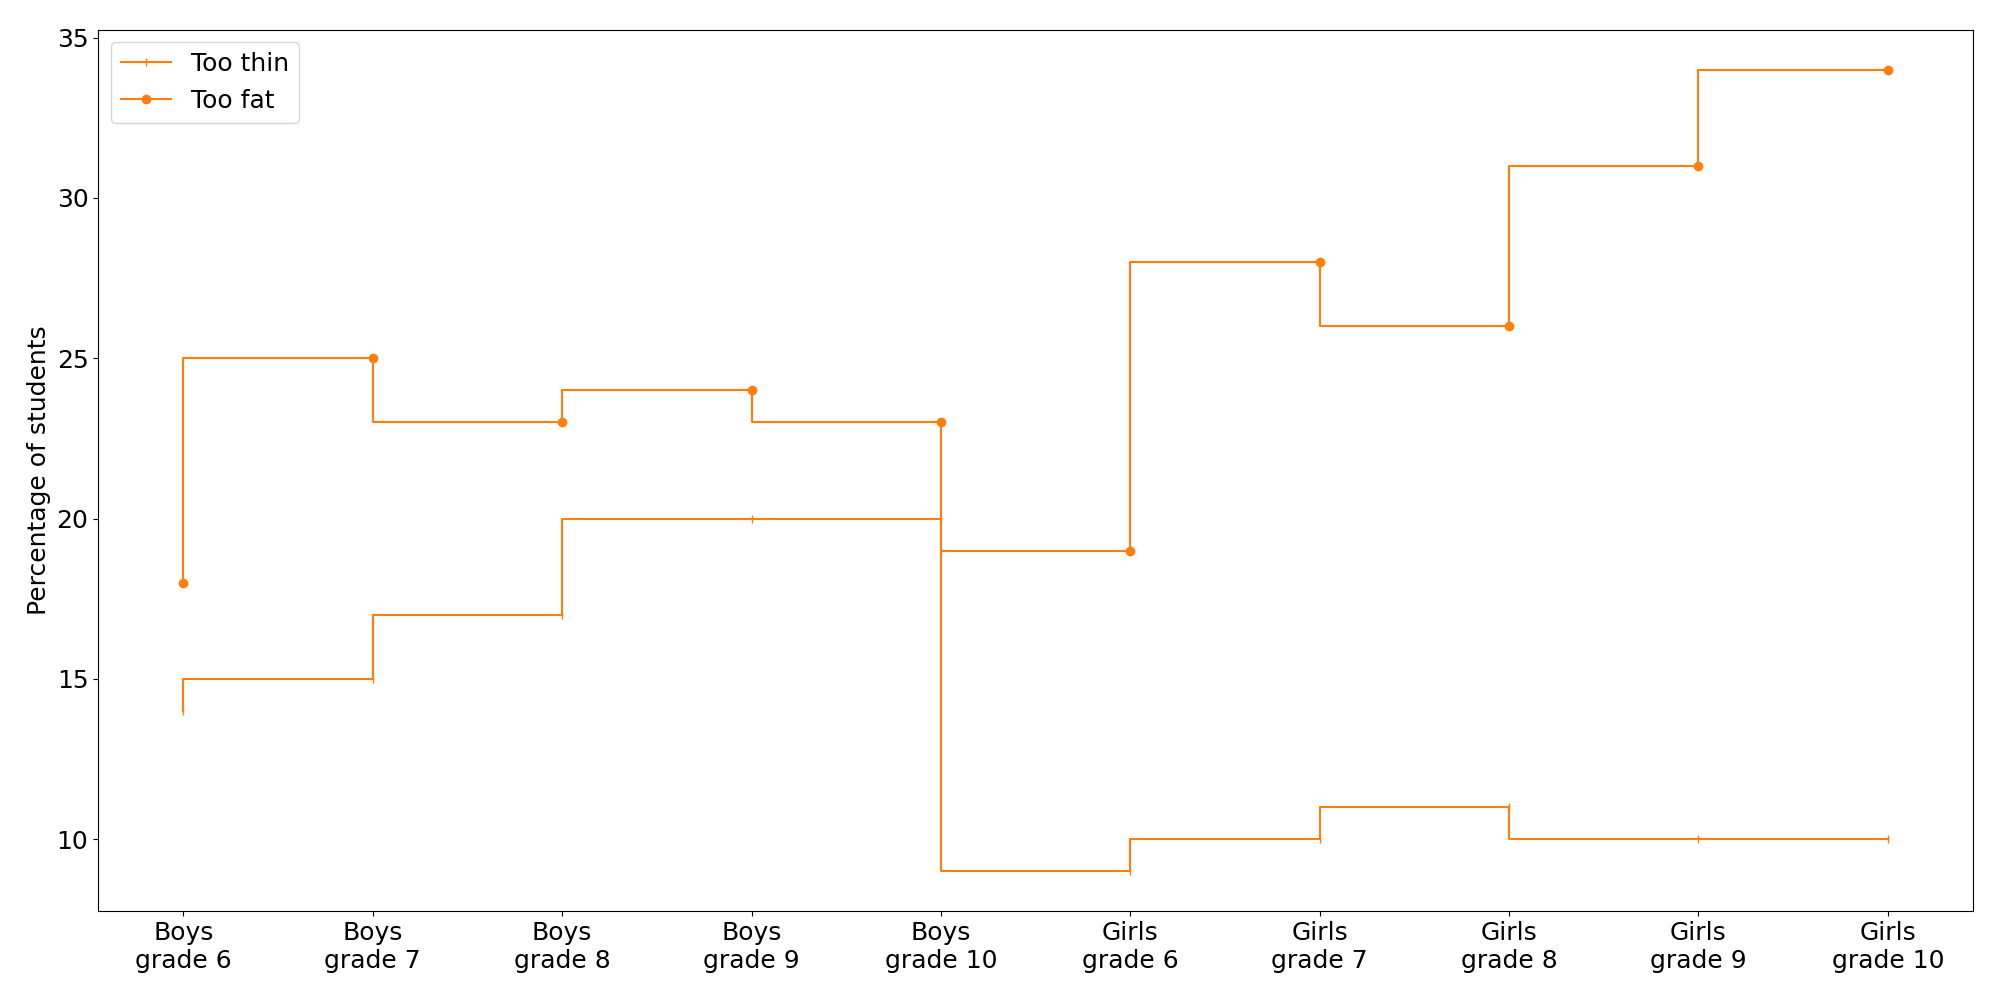 Too thin
Too fat
Percentage of students
35
30
25
20
15
10
Boys
grade 6
Boys
grade 7
Boys
grade 8
Boys
grade 9
Boys
grade 10
Girls
grade 6
Girls
grade 7
Girls
grade 8
Girls
grade 9
Girls
grade 10